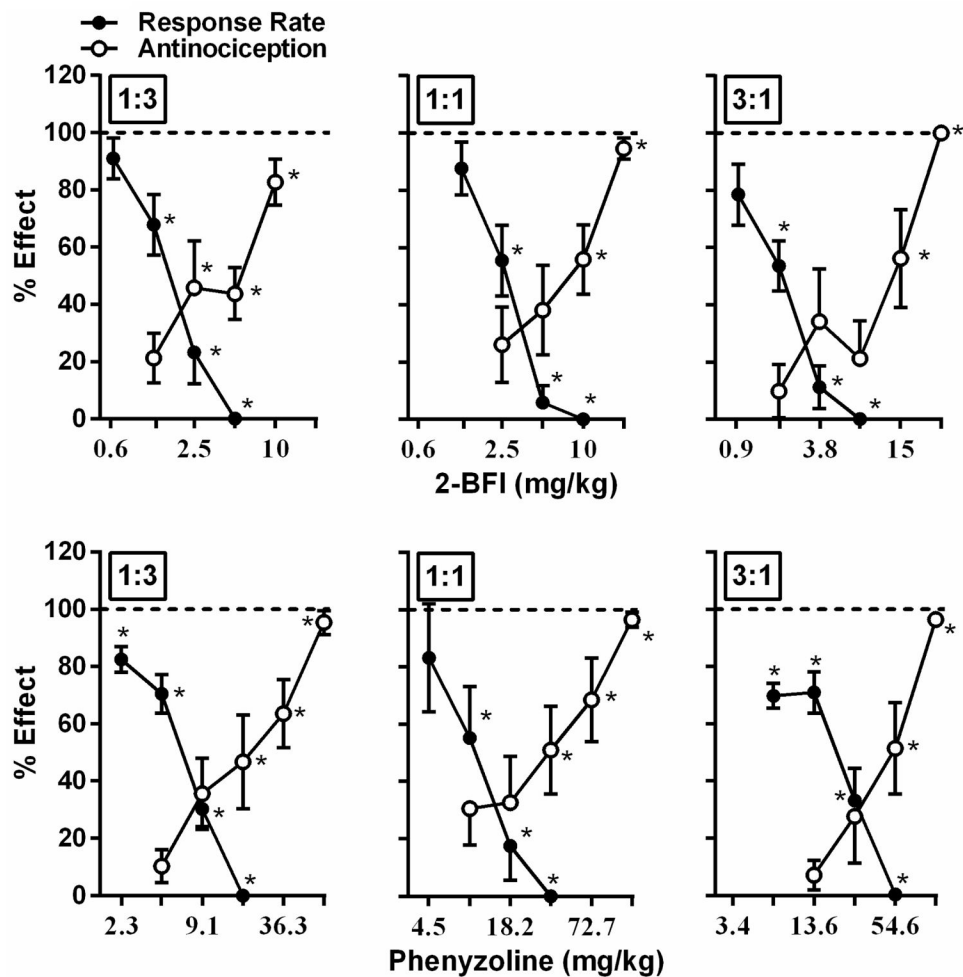 Response Rate
Antinociception
120
100
80
60
40
20
0
% Effect
1:3
1:1
3:1
* * * * * * *
* * * * * *
* * * * *
0.6 2.5 10
0.6 2.5 10
0.9 3.8 15
2-BFI (mg/kg)
120
100
80
60
40
20
0
% Effect
1:3
1:1
3:1
* * * * * * *
* * * * * *
* * * * * *
2.3 9.1 36.3
4.5 18.2 72.7
3.4 13.6 54.6
Phenyzoline (mg/kg)